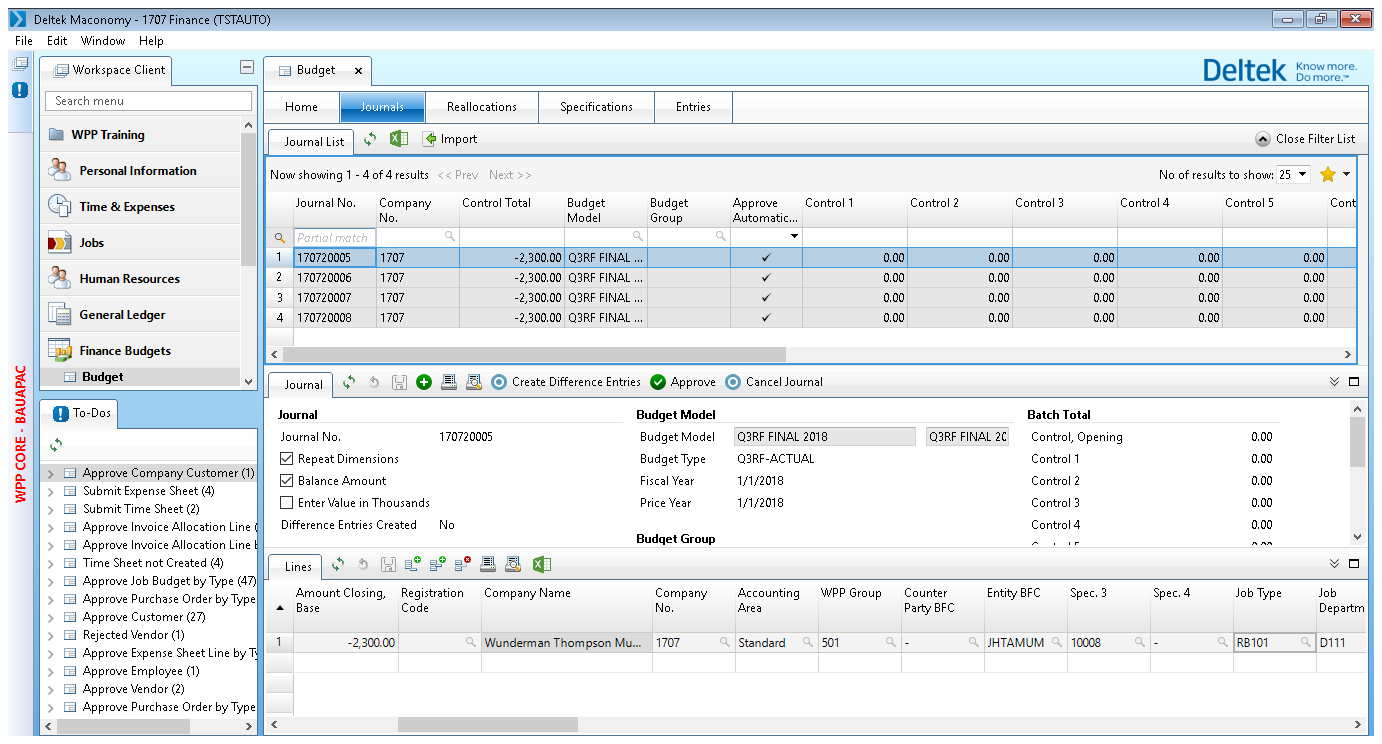 Deltek Maconomy - 1707 Finance (TSTAUTO)
File Edit Window Help
WPP CORE - BAUAPAC
Workspace Client
Search menu
WPP Training
Personal Information
Time & Expenses
Jobs
Human Resources
General Ledger
Finance Budgets
Budget
To-Dos
Approve Company Customer (1)
Submit Expense Sheet (4)
Submit Time Sheet (2)
Approve Invoice Allocation Line (
Approve Invoice Allocation Line b
Time Sheet not Created (4)
Approve Job Budget by Type (47)
Approve Purchase Order by Type
Approve Customer (27)
Rejected Vendor (1)
Approve Expense Sheet Line by Ty
Approve Employee (1)
Approve Vendor (2)
Approve Purchase Order by Type
Budget x
Deltek Know more. Do more.™
Home Journals Reallocations Specifications Entries
Journal List Import Close Filter List
Now showing 1 - 4 of 4 results << Prev Next >> No of results to show: 25
Journal No. Company No. Control Total Budget Model Budget Group Approve Automatic... Control 1 Control 2 Control 3 Control 4 Control 5 Cont
Partial match
1 170720005 1707 -2,300.00 Q3RF FINAL ... ✓ 0.00 0.00 0.00 0.00 0.00
2 170720006 1707 -2,300.00 Q3RF FINAL ... ✓ 0.00 0.00 0.00 0.00 0.00
3 170720007 1707 -2,300.00 Q3RF FINAL ... ✓ 0.00 0.00 0.00 0.00 0.00
4 170720008 1707 -2,300.00 Q3RF FINAL ... ✓ 0.00 0.00 0.00 0.00 0.00
Journal Create Difference Entries Approve Cancel Journal
Journal
Journal No. 170720005
Repeat Dimensions
Balance Amount
Enter Value in Thousands
Difference Entries Created No
Budget Model
Budget Model Q3RF FINAL 2018 Q3RF FINAL 20
Budget Type Q3RF-ACTUAL
Fiscal Year 1/1/2018
Price Year 1/1/2018
Budget Group
Batch Total
Control, Opening 0.00
Control 1 0.00
Control 2 0.00
Control 3 0.00
Control 4 0.00
Lines
Amount Closing, Base Registration Code Company Name Company No. Accounting Area WPP Group Counter Party BFC Entity BFC Spec. 3 Spec. 4 Job Type Job Departm
1 -2,300.00 Wunderman Thompson Mu... 1707 Standard 501 - JHTAMUM 10008 - RB101 D111